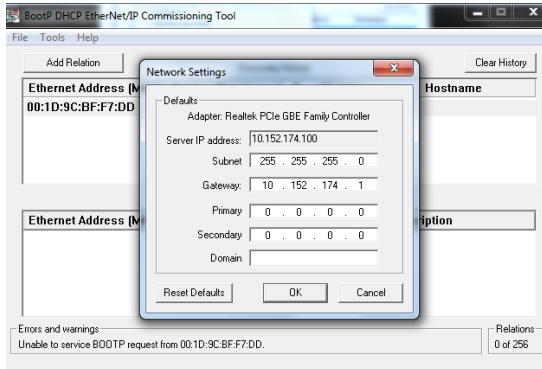 BootP DHCP EtherNet/IP Commissioning Tool
File Tools Help
Add Relation
Clear History
Ethernet Address (M
Hostname
00:1D:9C:BF:F7:DD
Network Settings
Defaults
Adapter: Realtek PCIe GBE Family Controller
Server IP address: 10.152.174.100
Subnet 255 . 255 . 255 . 0
Gateway: 10 . 152 . 174 . 1
Primary 0 . 0 . 0 . 0
Secondary 0 . 0 . 0 . 0
Domain
Reset Defaults OK Cancel
Ethernet Address (M
ription
Errors and warnings
Unable to service BOOTP request from 00:1D:9C:BF:F7:DD.
Relations
0 of 256